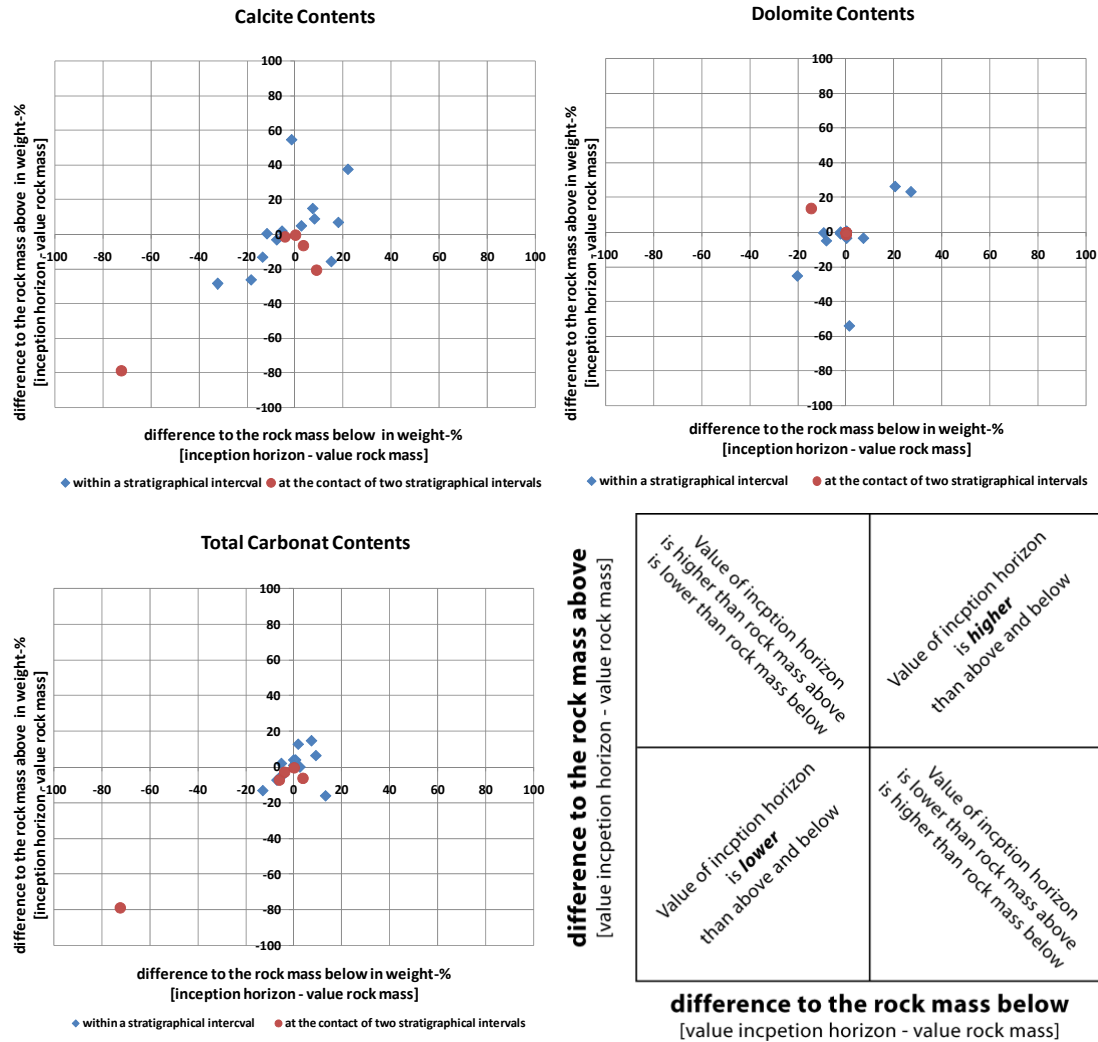 Calcite Contents
100
80
60
40
20
0
-100 -80 -60 -40 -20 0 20 40 60 80 100
-20
-40
-60
-80
-100
difference to the rock mass above in weight-%
[inception horizon - value rock mass]
difference to the rock mass below in weight-%
[inception horizon - value rock mass]
within a stratigraphical intercval at the contact of two stratigraphical intervals
Dolomite Contents
100
80
60
40
20
0
-100 -80 -60 -40 -20 0 20 40 60 80 100
-20
-40
-60
-80
-100
difference to the rock mass above in weight-%
[inception horizon - value rock mass]
difference to the rock mass below in weight-%
[inception horizon - value rock mass]
within a stratigraphical intercval at the contact of two stratigraphical intervals
Total Carbonat Contents
100
80
60
40
20
0
-100 -80 -60 -40 -20 0 20 40 60 80 100
-20
-40
-60
-80
-100
difference to the rock mass above in weight-%
[inception horizon - value rock mass]
difference to the rock mass below in weight-%
[inception horizon - value rock mass]
within a stratigraphical intercval at the contact of two stratigraphical intervals
difference to the rock mass above
[value incpetion horizon - value rock mass]
Value of incption horizon
is higher than rock mass above
is lower than rock mass below
Value of incption horizon
is higher
than above and below
Value of incption horizon
is lower
than above and below
Value of incption horizon
is lower than rock mass above
is higher than rock mass below
difference to the rock mass below
[value incpetion horizon - value rock mass]